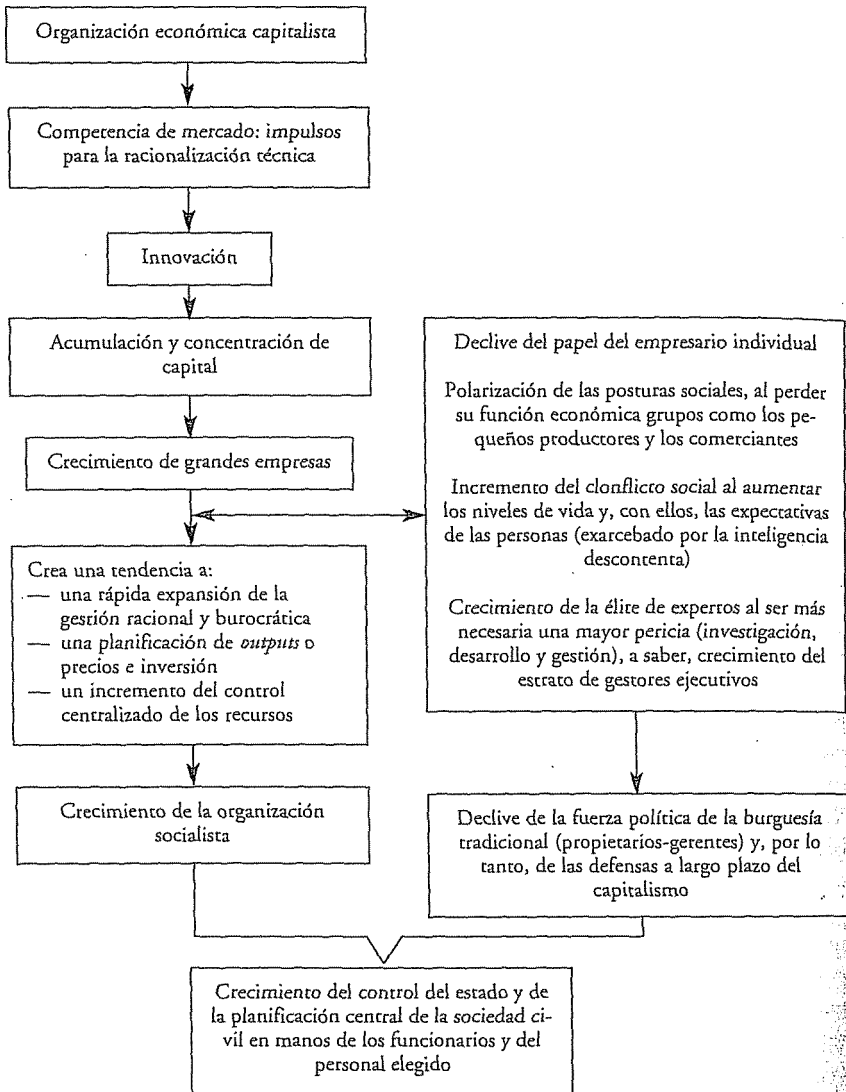 Organización económica capitalista
Competencia de mercado: impulsos
para la racionalización técnica
Innovación
Acumulación y concentración de
capital
Crecimiento de grandes empresas
Crea una tendencia a:
— una rápida expansión de la
gestión racional y burocrática
— una planificación de outputs o
precios e inversión
— un incremento del control
centralizado de los recursos
Crecimiento de la organización
socialista
Declive del papel del empresario individual
Polarización de las posturas sociales, al perder
su función económica grupos como los pe-
queños productores y los comerciantes
Incremento del clonflicto social al aumentar
los niveles de vida y, con ellos, las expectativas
de las personas (exarcebado por la inteligencia
descontenta)
Crecimiento de la élite de expertos al ser más
necesaria una mayor pericia (investigación,
desarrollo y gestión), a saber, crecimiento del
estrato de gestores ejecutivos
Declive de la fuerza política de la burguesía
tradicional (propietarios-gerentes) y, por lo
tanto, de las defensas a largo plazo del
capitalismo
Crecimiento del control del estado y de
la planificación central de la sociedad ci-
vil en manos de los funcionarios y del
personal elegido